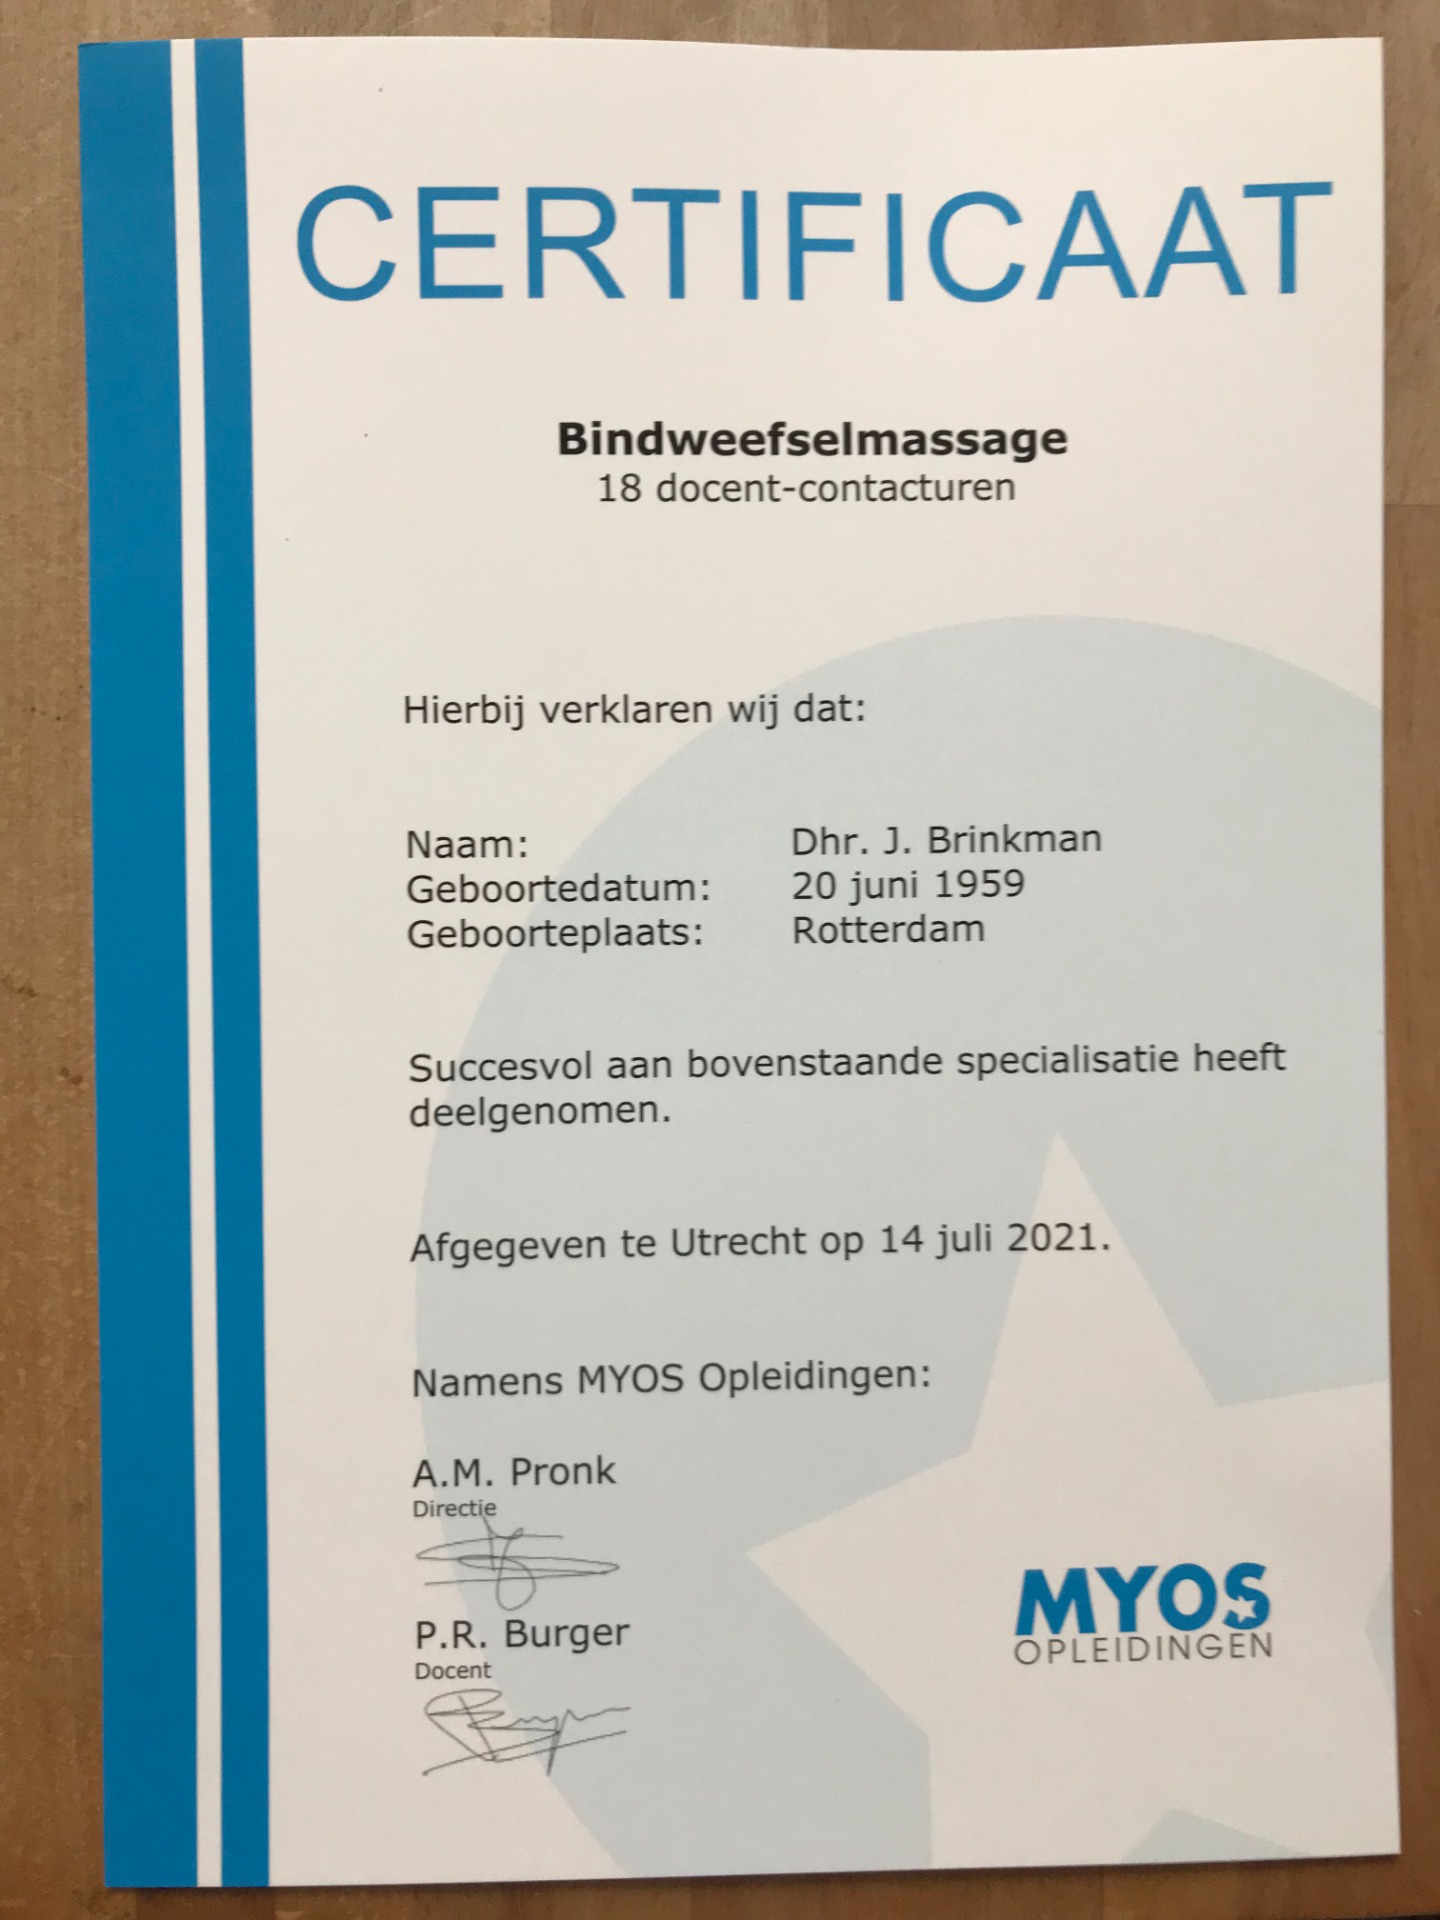 CERTIFICAAT
Bindweefselmassage
18 docent-contacturen
Hierbij verklaren wij dat:
Naam: Dhr. J. Brinkman
Geboortedatum: 20 juni 1959
Geboorteplaats: Rotterdam
Succesvol aan bovenstaande specialisatie heeft
deelgenomen.
Afgegeven te Utrecht op 14 juli 2021.
Namens MYOS Opleidingen:
A.M. Pronk
Directie
P.R. Burger
Docent
MYOS
OPLEIDINGEN